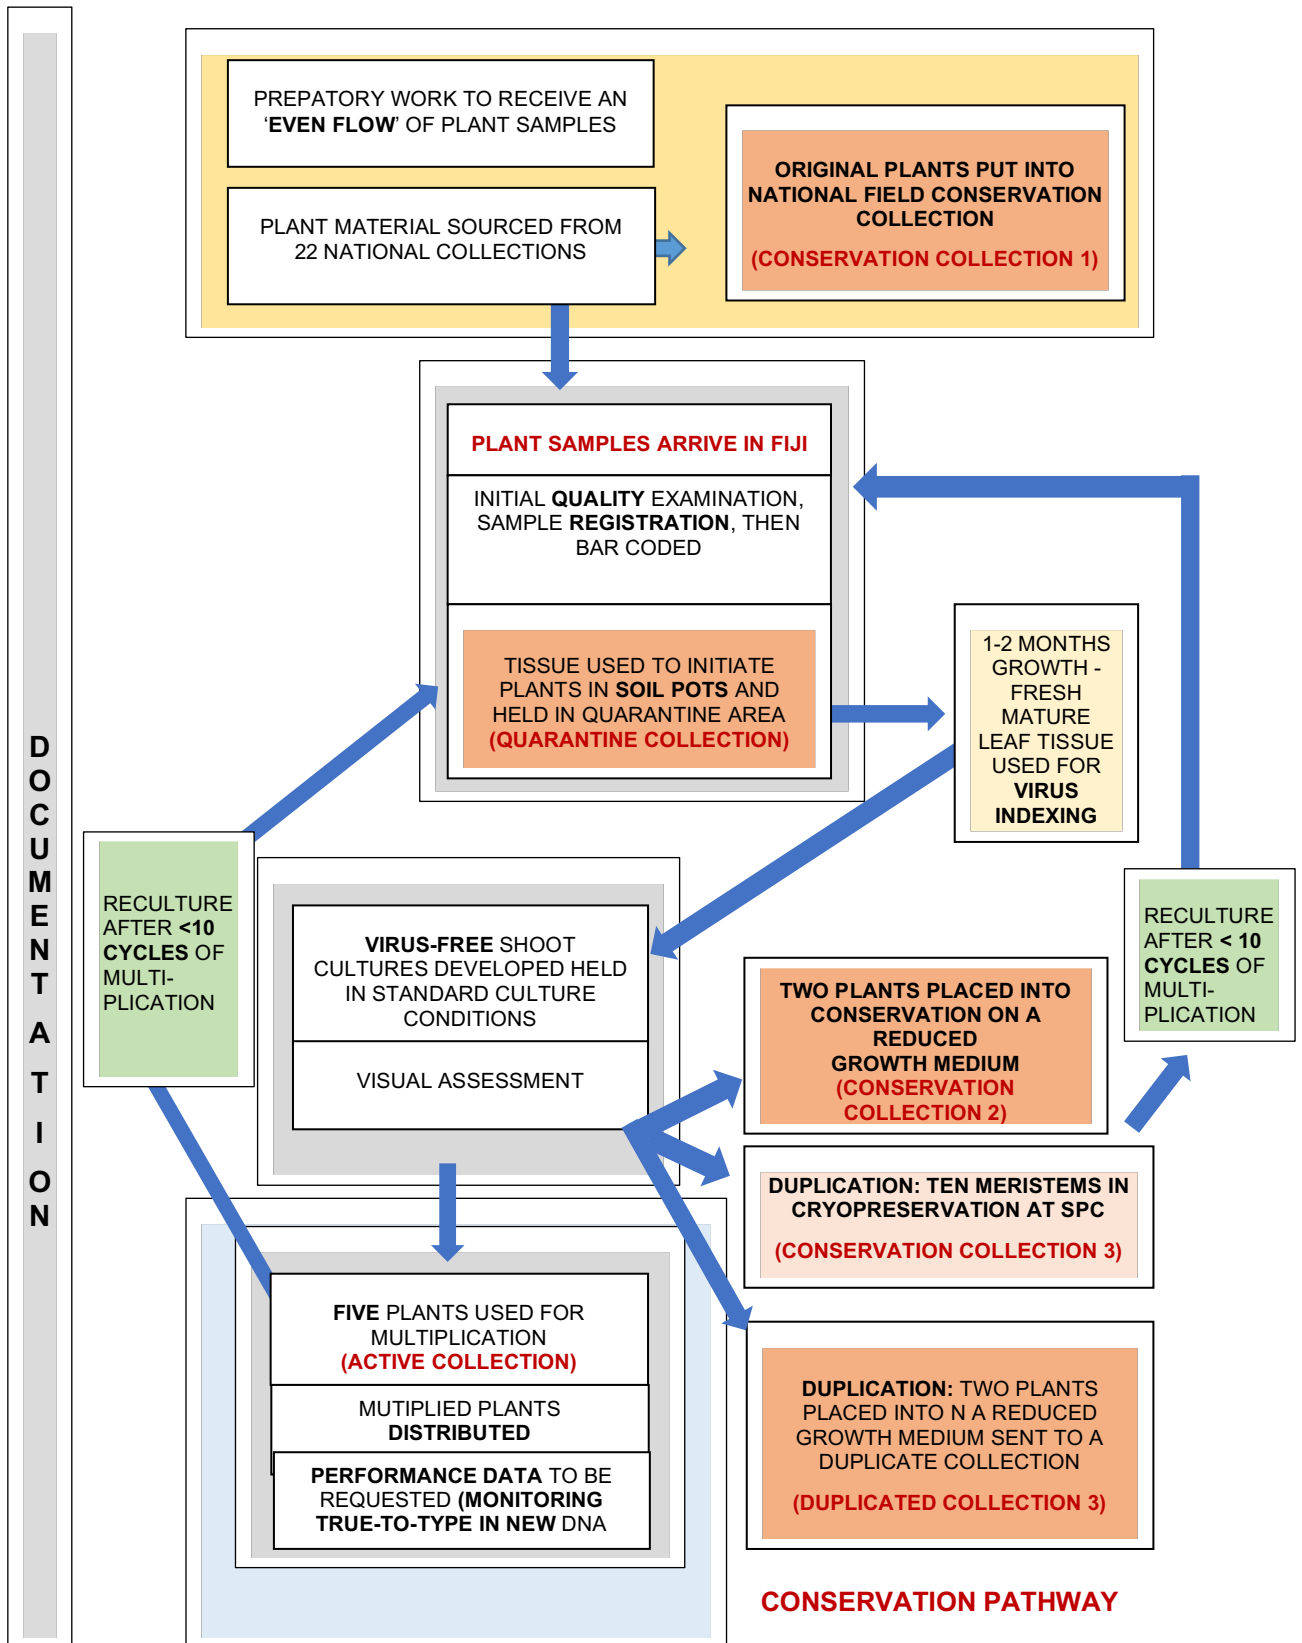 PREPATORY WORK TO RECEIVE AN
‘EVEN FLOW’ OF PLANT SAMPLES
PLANT MATERIAL SOURCED FROM
22 NATIONAL COLLECTIONS
ORIGINAL PLANTS PUT INTO
NATIONAL FIELD CONSERVATION
COLLECTION
(CONSERVATION COLLECTION 1)
PLANT SAMPLES ARRIVE IN FIJI
INITIAL QUALITY EXAMINATION,
SAMPLE REGISTRATION, THEN
BAR CODED
TISSUE USED TO INITIATE
PLANTS IN SOIL POTS AND
HELD IN QUARANTINE AREA
(QUARANTINE COLLECTION)
1-2 MONTHS
GROWTH -
FRESH
MATURE
LEAF TISSUE
USED FOR
VIRUS
INDEXING
D
O
C
U
M
E
N
T
A
T
I
O
N
RECULTURE
AFTER <10
CYCLES OF
MULTI-
PLICATION
VIRUS-FREE SHOOT
CULTURES DEVELOPED HELD
IN STANDARD CULTURE
CONDITIONS
VISUAL ASSESSMENT
RECULTURE
AFTER < 10
CYCLES OF
MULTI-
PLICATION
TWO PLANTS PLACED INTO
CONSERVATION ON A
REDUCED
GROWTH MEDIUM
(CONSERVATION
COLLECTION 2)
DUPLICATION: TEN MERISTEMS IN
CRYOPRESERVATION AT SPC
(CONSERVATION COLLECTION 3)
FIVE PLANTS USED FOR
MULTIPLICATION
(ACTIVE COLLECTION)
MUTIPLIED PLANTS
DISTRIBUTED
PERFORMANCE DATA TO BE
REQUESTED (MONITORING
TRUE-TO-TYPE IN NEW DNA
DUPLICATION: TWO PLANTS
PLACED INTO N A REDUCED
GROWTH MEDIUM SENT TO A
DUPLICATE COLLECTION
(DUPLICATED COLLECTION 3)
CONSERVATION PATHWAY